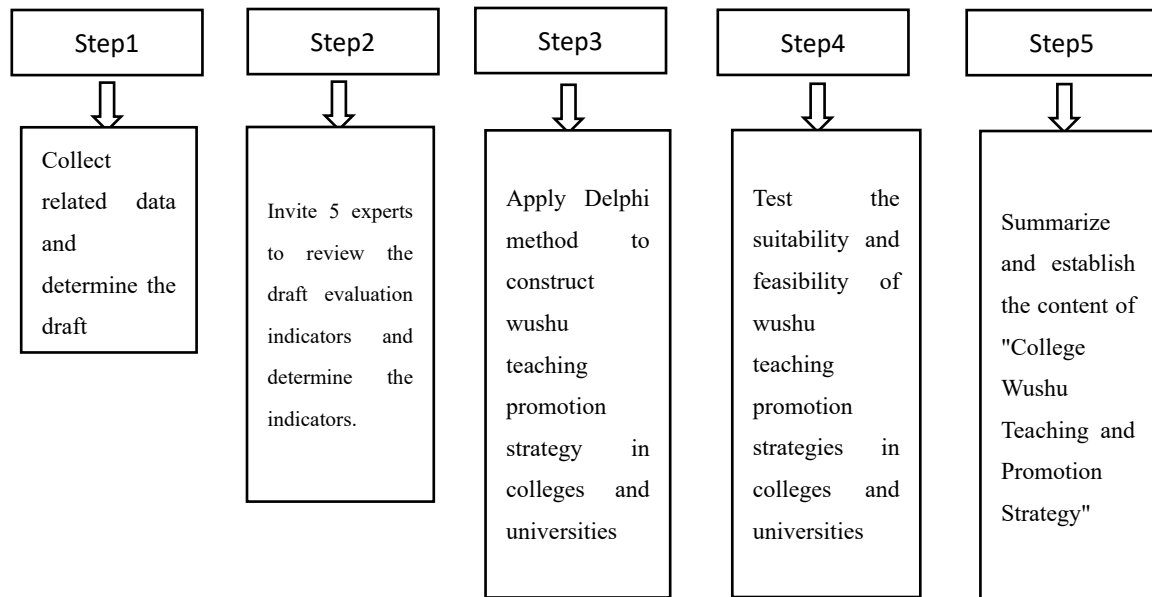 Step1
Collect
related data
and
determine the
draft
Step2
Invite 5 experts
to review the
draft evaluation
indicators and
determine the
indicators.
Step3
Apply Delphi
method to
construct
wushu
teaching
promotion
strategy in
colleges and
universities
Step4
Test the
suitability and
feasibility of
wushu
teaching
promotion
strategies in
colleges and
universities
Step5
Summarize
and establish
the content of
"College
Wushu
Teaching and
Promotion
Strategy"